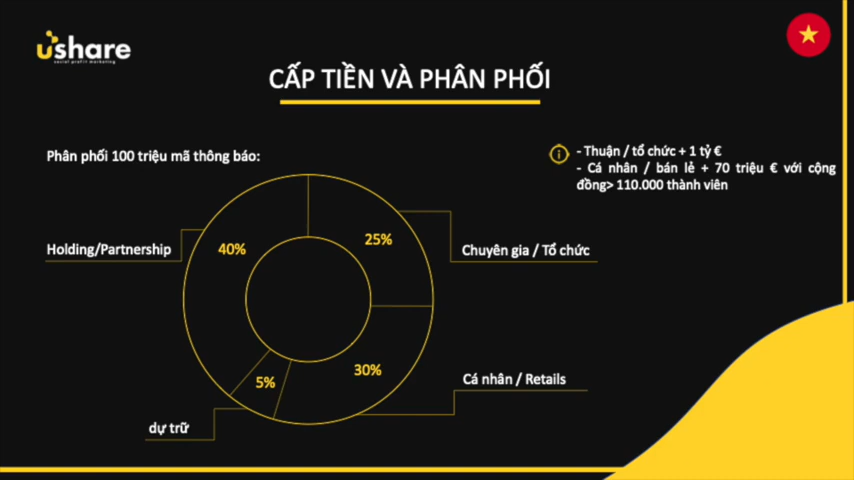 ushare
social profit marketing
CẤP TIỀN VÀ PHÂN PHỐI
Phân phối 100 triệu mã thông báo:
- Thuận / tổ chức + 1 tỷ €
- Cá nhân / bán lẻ + 70 triệu € với cộng
đồng> 110.000 thành viên
40%
25%
Holding/Partnership
Chuyên gia / Tổ chức
30%
5%
Cá nhân / Retails
dự trữ